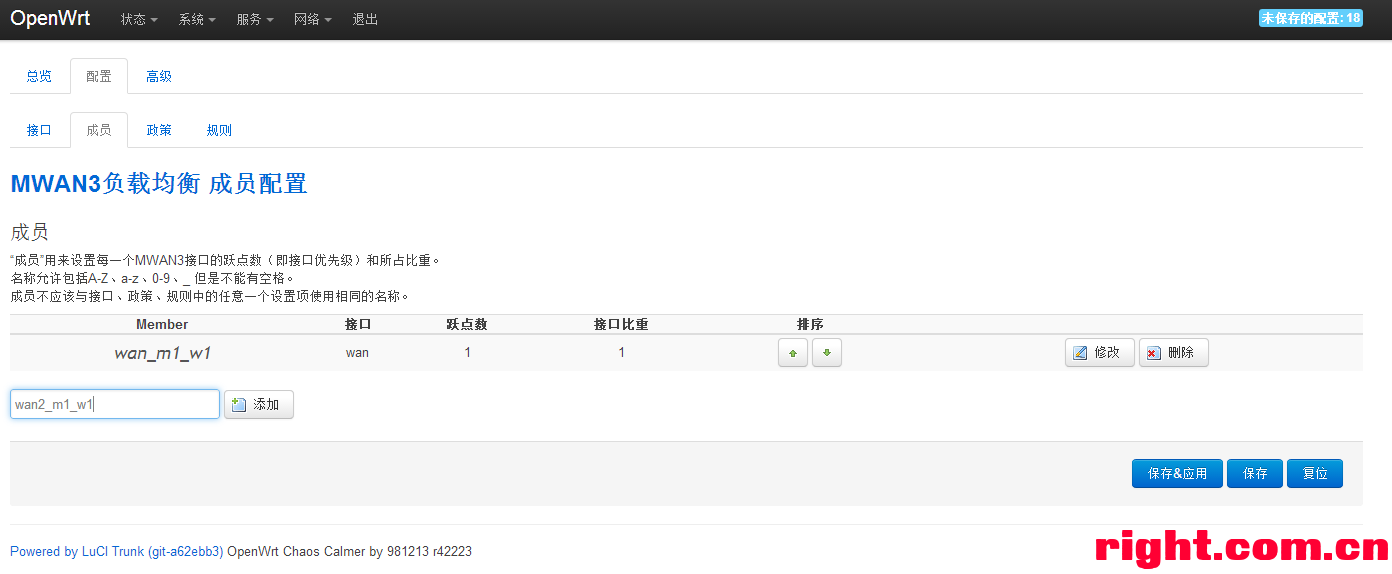 OpenWrt 状态 系统 服务 网络 退出 未保存的配置: 18
总览 配置 高级
接口 成员 政策 规则
MWAN3负载均衡 成员配置
成员
“成员”用来设置每一个MWAN3接口的跃点数（即接口优先级）和所占比重。
名称允许包括A-Z、a-z、0-9、_ 但是不能有空格。
成员不应该与接口、政策、规则中的任意一个设置项使用相同的名称。
Member 接口 跃点数 接口比重 排序
wan_m1_w1 wan 1 1 修改 删除
wan2_m1_w1 添加
保存&应用 保存 复位
Powered by LuCI Trunk (git-a62ebb3) OpenWrt Chaos Calmer by 981213 r42223
right.com.cn